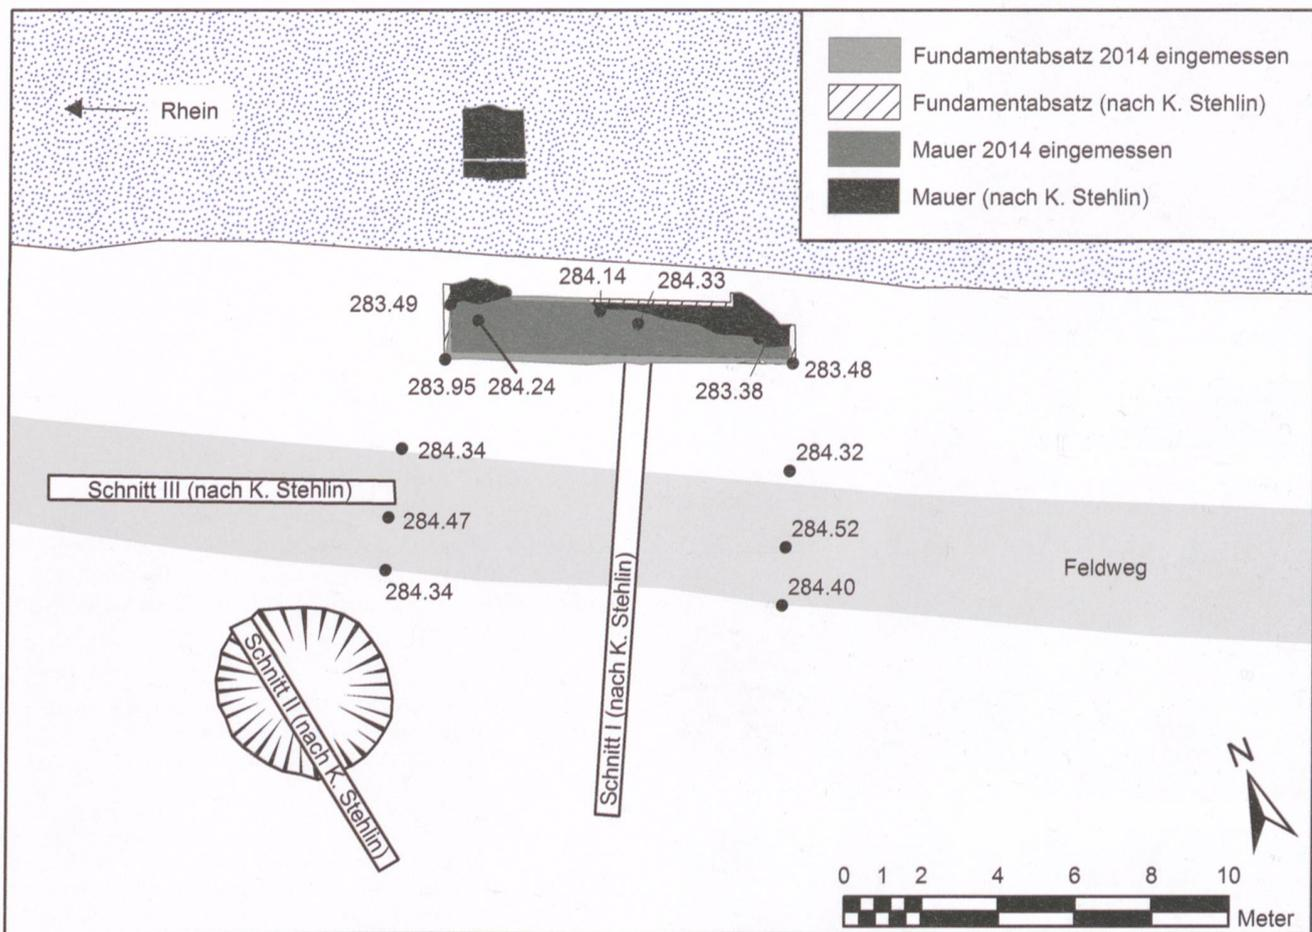 Fundamentabsatz 2014 eingemessen
Fundamentabsatz (nach K. Stehlin)
Mauer 2014 eingemessen
Mauer (nach K. Stehlin)
Rhein
284.14
284.33
283.49
283.95
284.24
283.38
283.48
284.34
284.32
Schnitt III (nach K. Stehlin)
284.47
284.52
284.34
284.40
Feldweg
Schnitt I (nach K. Stehlin)
Schnitt II (nach K. Stehlin)
N
0 1 2 4 6 8 10
Meter